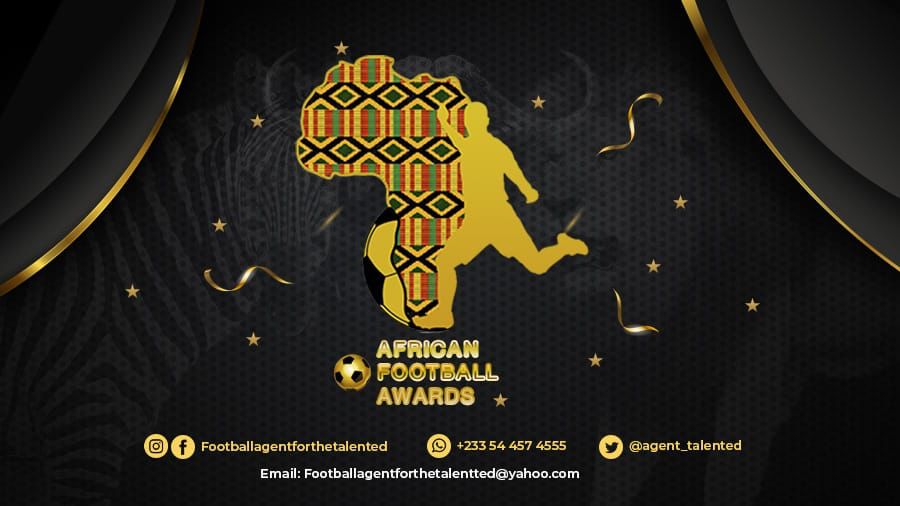 AFRICAN
FOOTBALL
AWARDS
Footballagentforthetalented +233 54 457 4555 @agent_talented
Email: Footballagentforthetalentted@yahoo.com